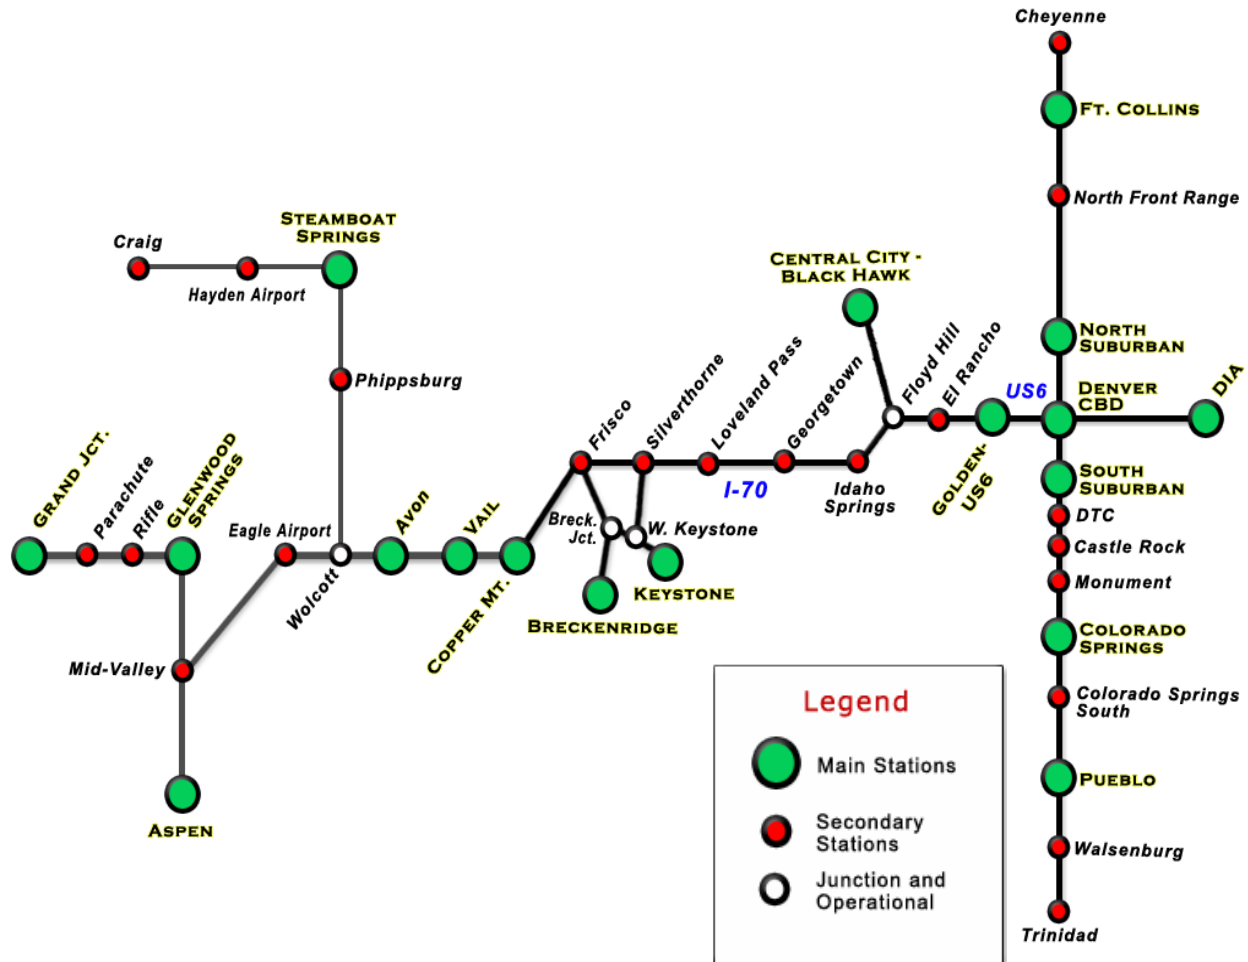 Cheyenne
FT. COLLINS
North Front Range
STEAMBOAT
SPRINGS
Craig
Hayden Airport
CENTRAL CITY -
BLACK HAWK
NORTH
SUBURBAN
Phippsburg
Frisco
Silverthorne
Loveland Pass
Georgetown
Floyd Hill
El Rancho
US6
DENVER
CBD
DIA
GRAND JCT.
Parachute
Rifle
GLENWOOD
SPRINGS
I-70
Idaho
Springs
GOLDEN-
US6
SOUTH
SUBURBAN
DTC
Castle Rock
Monument
Eagle Airport
Wolcott
Avon
VAIL
COPPER MT.
Breck.
Jct.
W. Keystone
KEYSTONE
BRECKENRIDGE
COLORADO
SPRINGS
Mid-Valley
Colorado Springs
South
ASPEN
PUEBLO
Walsenburg
Trinidad
Legend
Main Stations
Secondary
Stations
Junction and
Operational